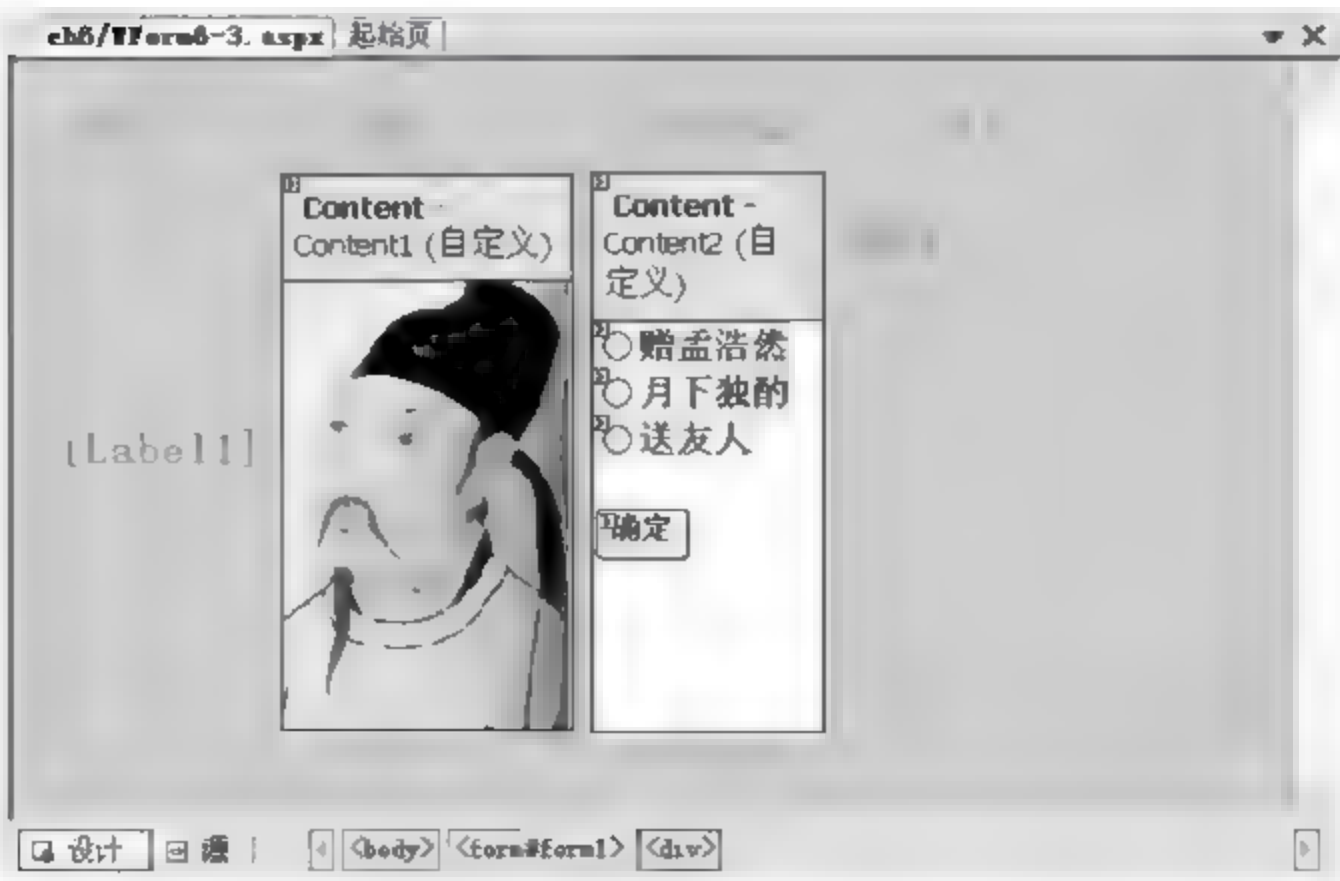 ch6/WForm6-3.aspx 起始页
Content -
Content1 (自定义)
Content -
Content2 (自
定义)
赠孟浩然
月下独酌
送友人
[Label1]
确定
设计 源 <body> <form#form1> <div>